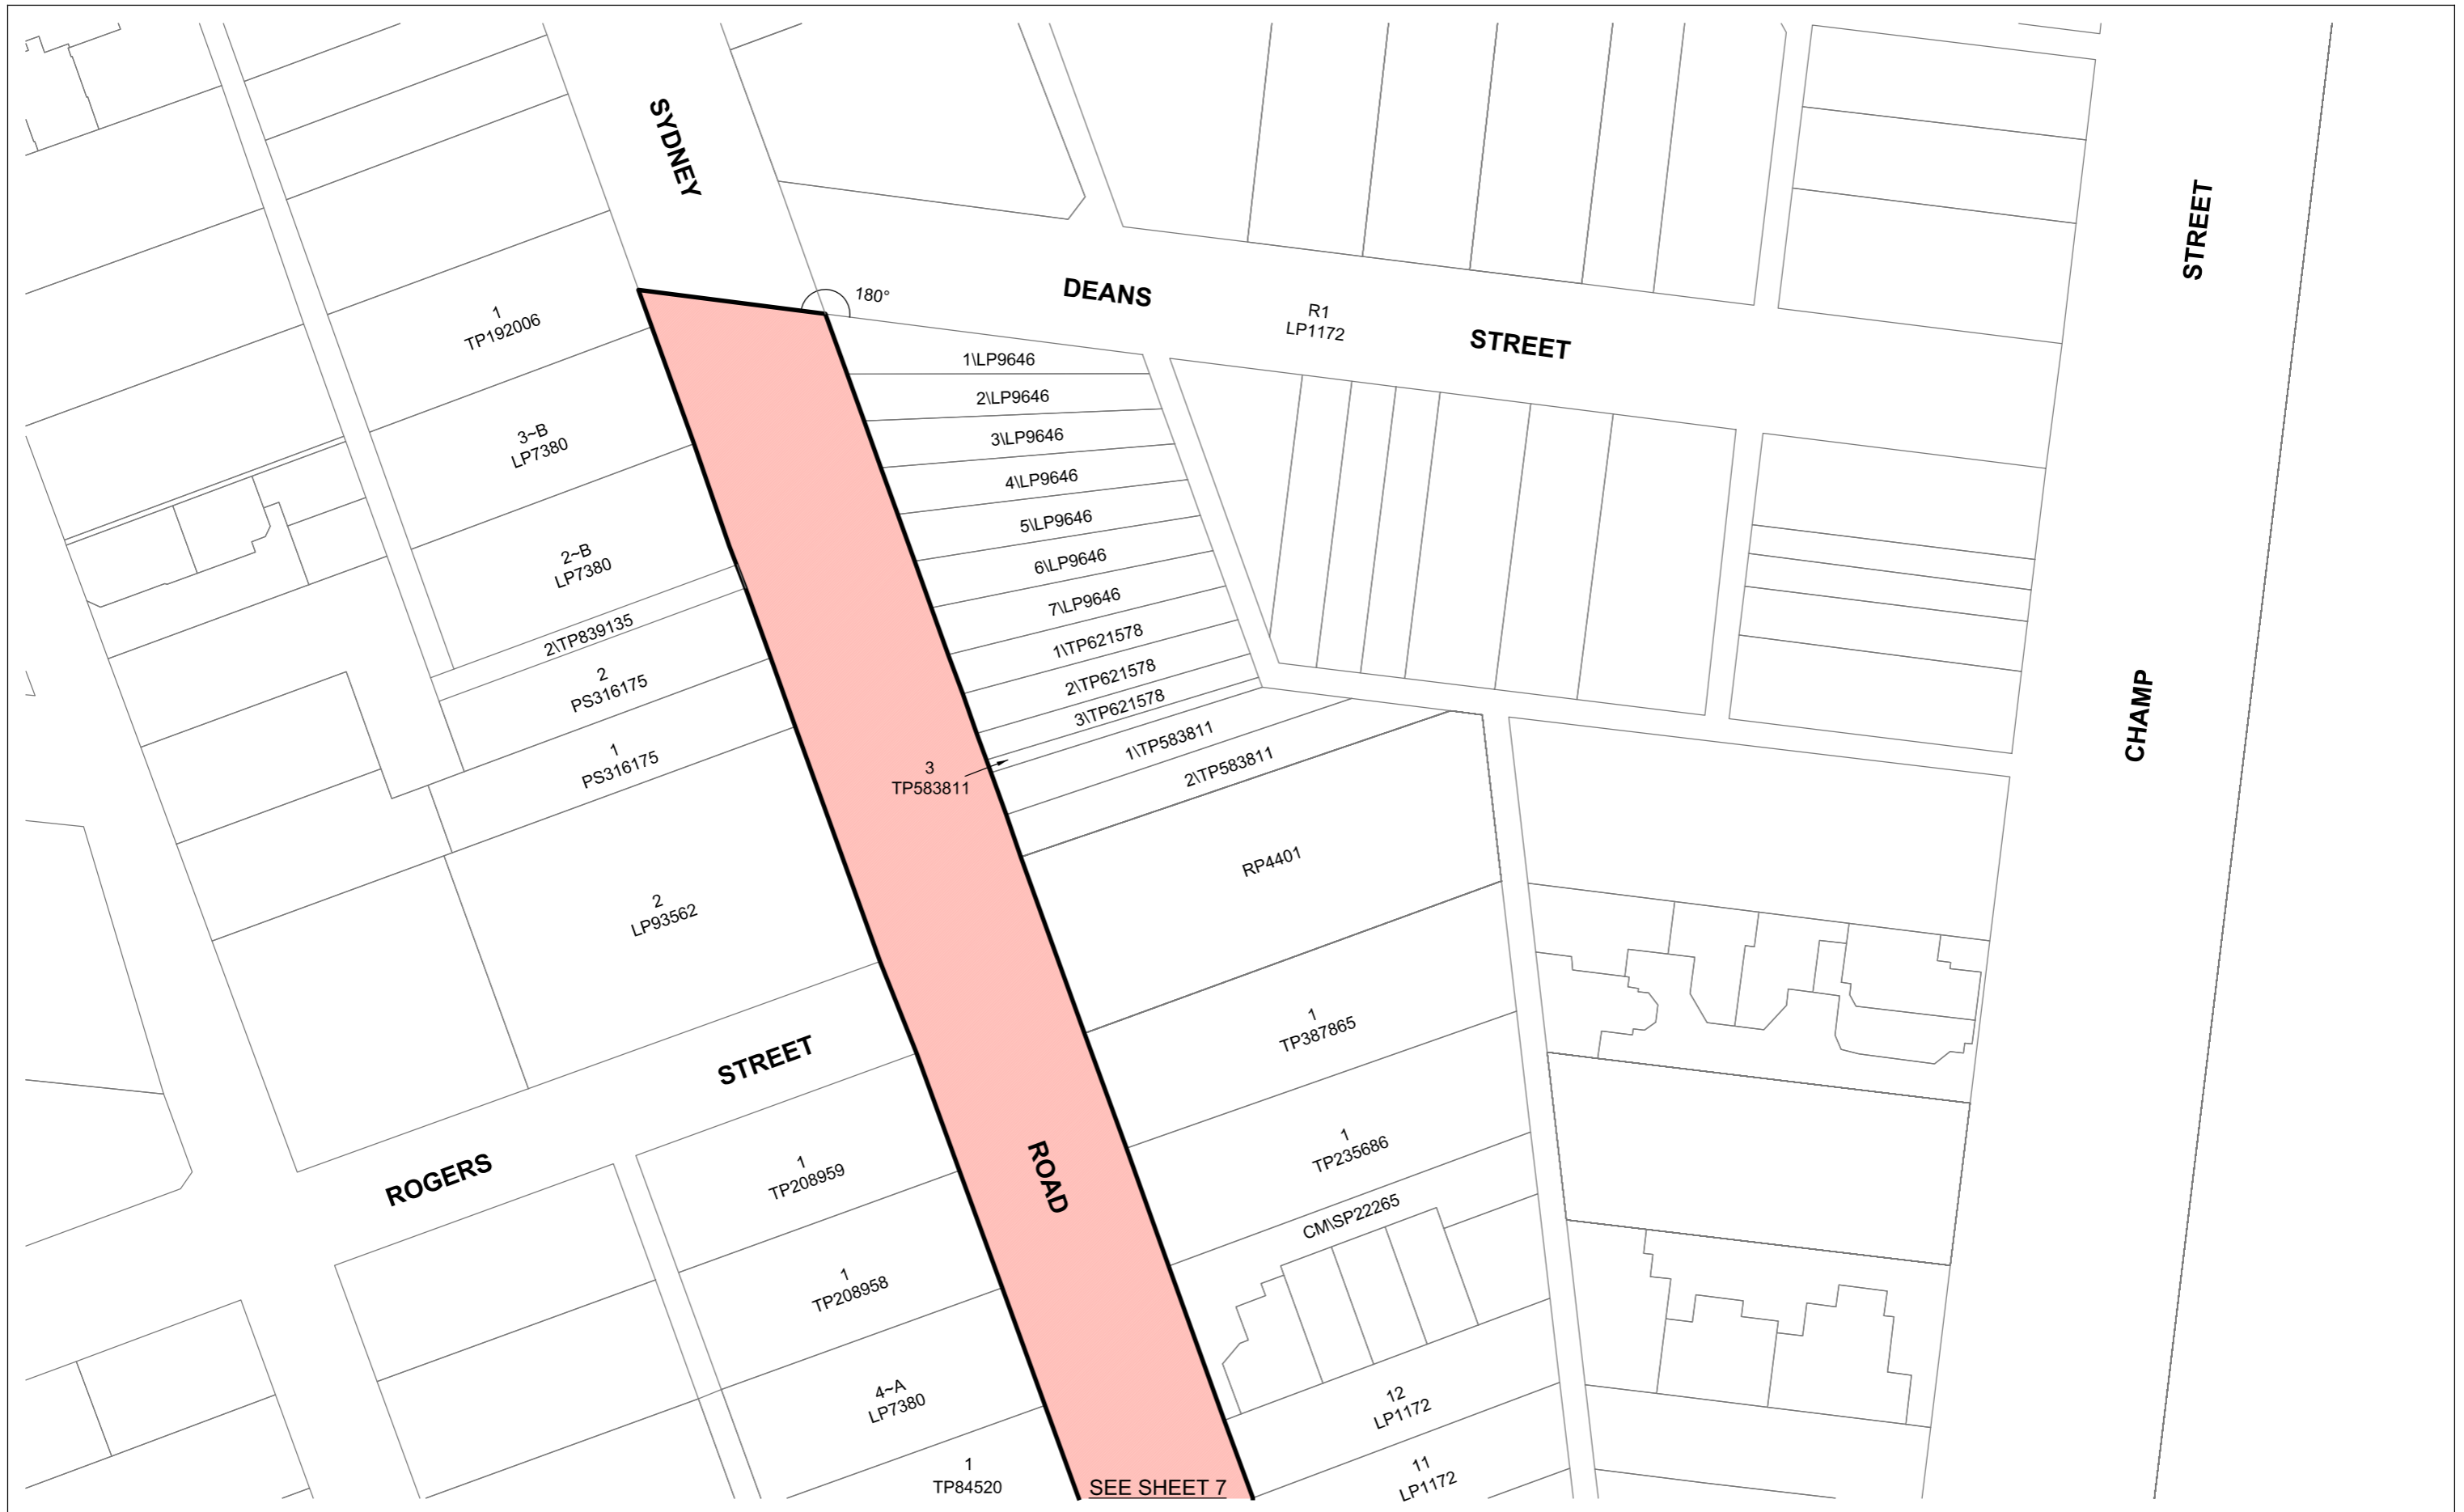 SYDNEY
STREET
180°
DEANS
R1
LP1172
STREET
1
TP192006
1\LP9646
2\LP9646
3~B
LP7380
3\LP9646
4\LP9646
5\LP9646
2~B
LP7380
6\LP9646
7\LP9646
2\TP839135
1\TP621578
2
PS316175
2\TP621578
3\TP621578
CHAMP
1
PS316175
3
TP583811
1\TP583811
2\TP583811
RP4401
2
LP93562
1
TP387865
STREET
ROGERS
ROAD
1
TP235686
1
TP208959
CM\SP22265
1
TP208958
4~A
LP7380
12
LP1172
1
TP84520
SEE SHEET 7
11
LP1172